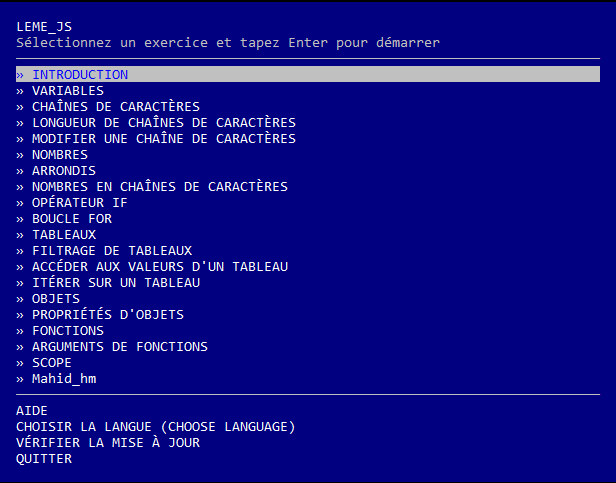 LEME_JS
Sélectionnez un exercice et tapez Enter pour démarrer
» INTRODUCTION
» VARIABLES
» CHAÎNES DE CARACTÈRES
» LONGUEUR DE CHAÎNES DE CARACTÈRES
» MODIFIER UNE CHAÎNE DE CARACTÈRES
» NOMBRES
» ARRONDIS
» NOMBRES EN CHAÎNES DE CARACTÈRES
» OPÉRATEUR IF
» BOUCLE FOR
» TABLEAUX
» FILTRAGE DE TABLEAUX
» ACCÉDER AUX VALEURS D'UN TABLEAU
» ITÉRER SUR UN TABLEAU
» OBJETS
» PROPRIÉTÉS D'OBJETS
» FONCTIONS
» ARGUMENTS DE FONCTIONS
» SCOPE
» Mahid_hm
AIDE
CHOISIR LA LANGUE (CHOOSE LANGUAGE)
VÉRIFIER LA MISE À JOUR
QUITTER